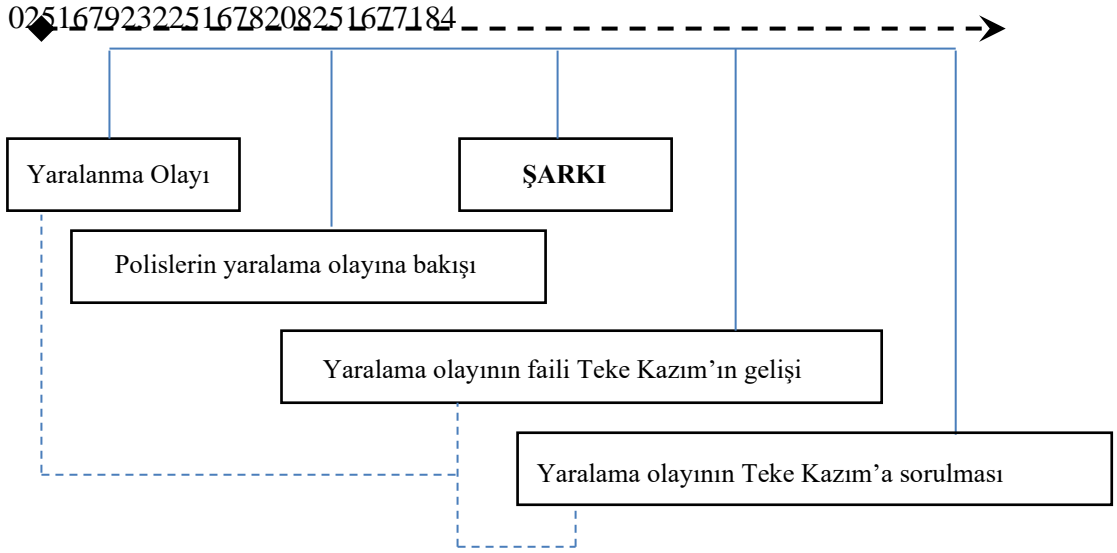 0251679232251678208251677184
Yaralanma Olayı
ŞARKI
Polislerin yaralama olayına bakışı
Yaralama olayının faili Teke Kazım’ın gelişi
Yaralama olayının Teke Kazım’a sorulması